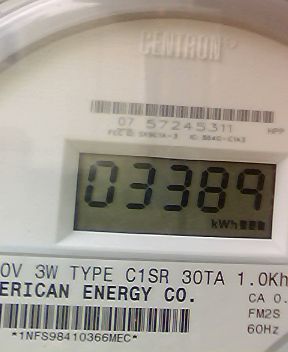 CENTRON
07 57245311 HPP
03389
kWh
0V 3W TYPE C1SR 30TA 1.0Kh
ERICAN ENERGY CO. CA 0.
FM2S
*1NFS98410366MEC* 60Hz